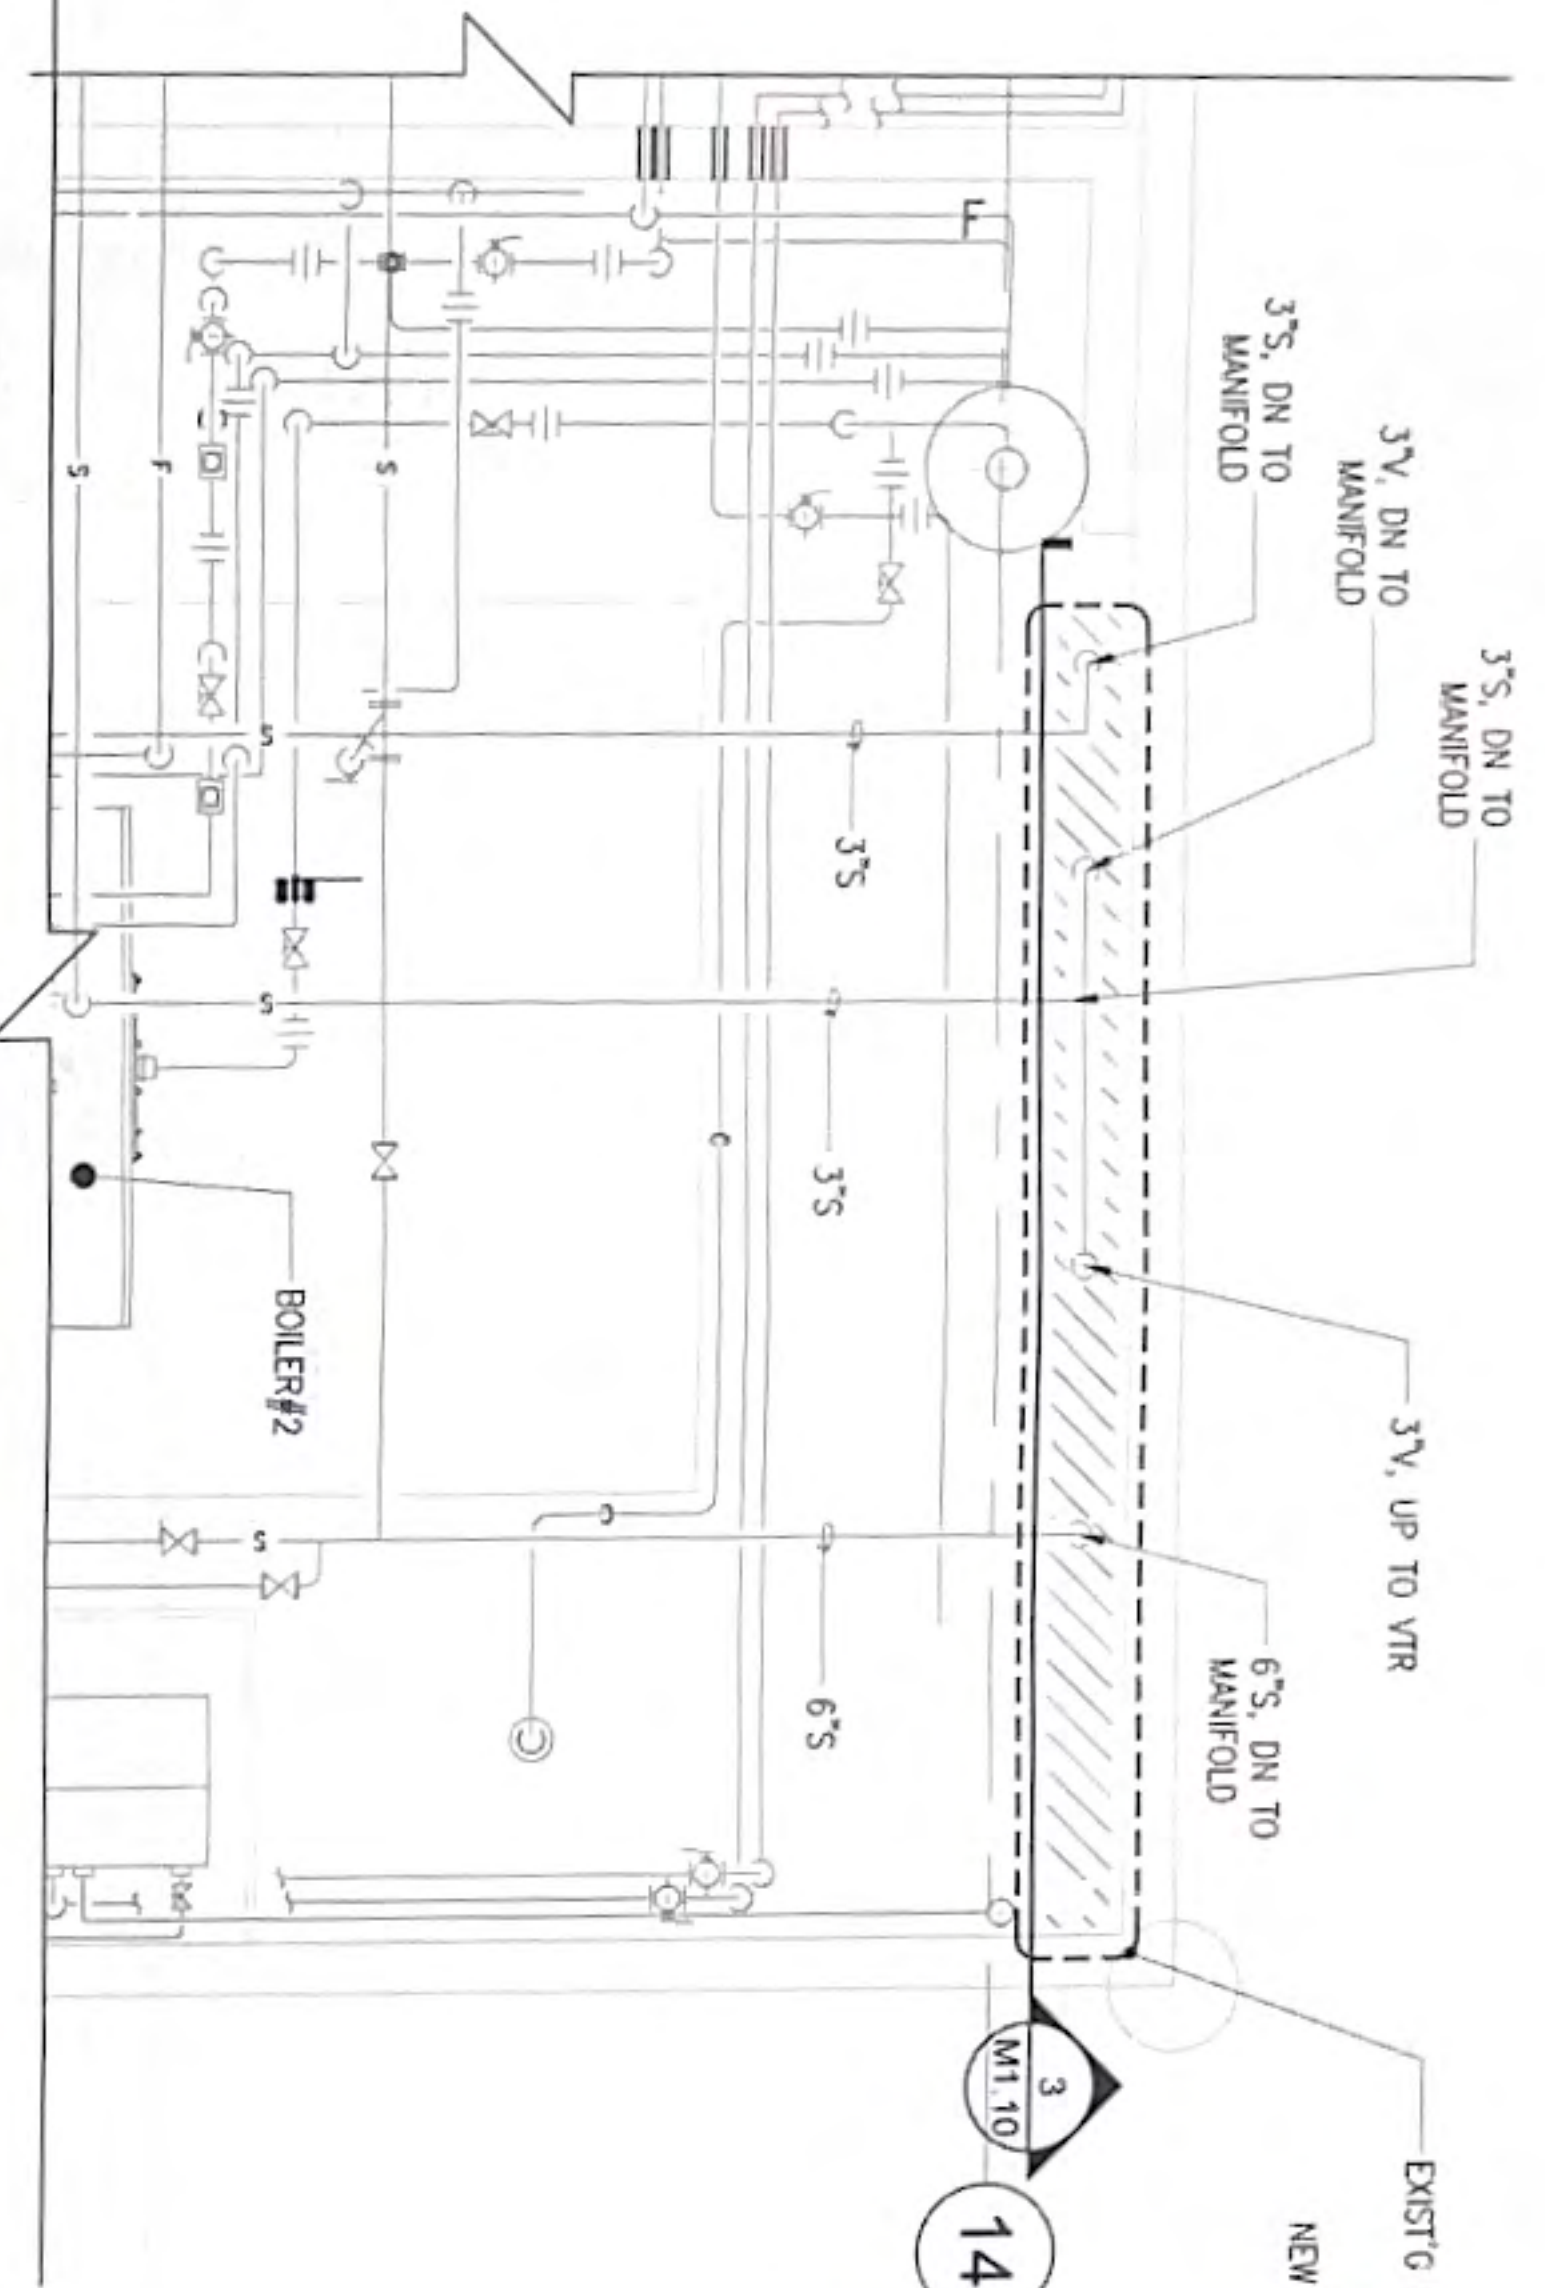 3"S, DN TO
MANIFOLD
3"V, DN TO
MANIFOLD
3"S, DN TO
MANIFOLD
3"V, UP TO VTR
6"S, DN TO
MANIFOLD
EXIST'G
NEW
F
S
F
S
S
3"S
S
3"S
C
BOILER#2
S
6"S
C
3
M1.10
14